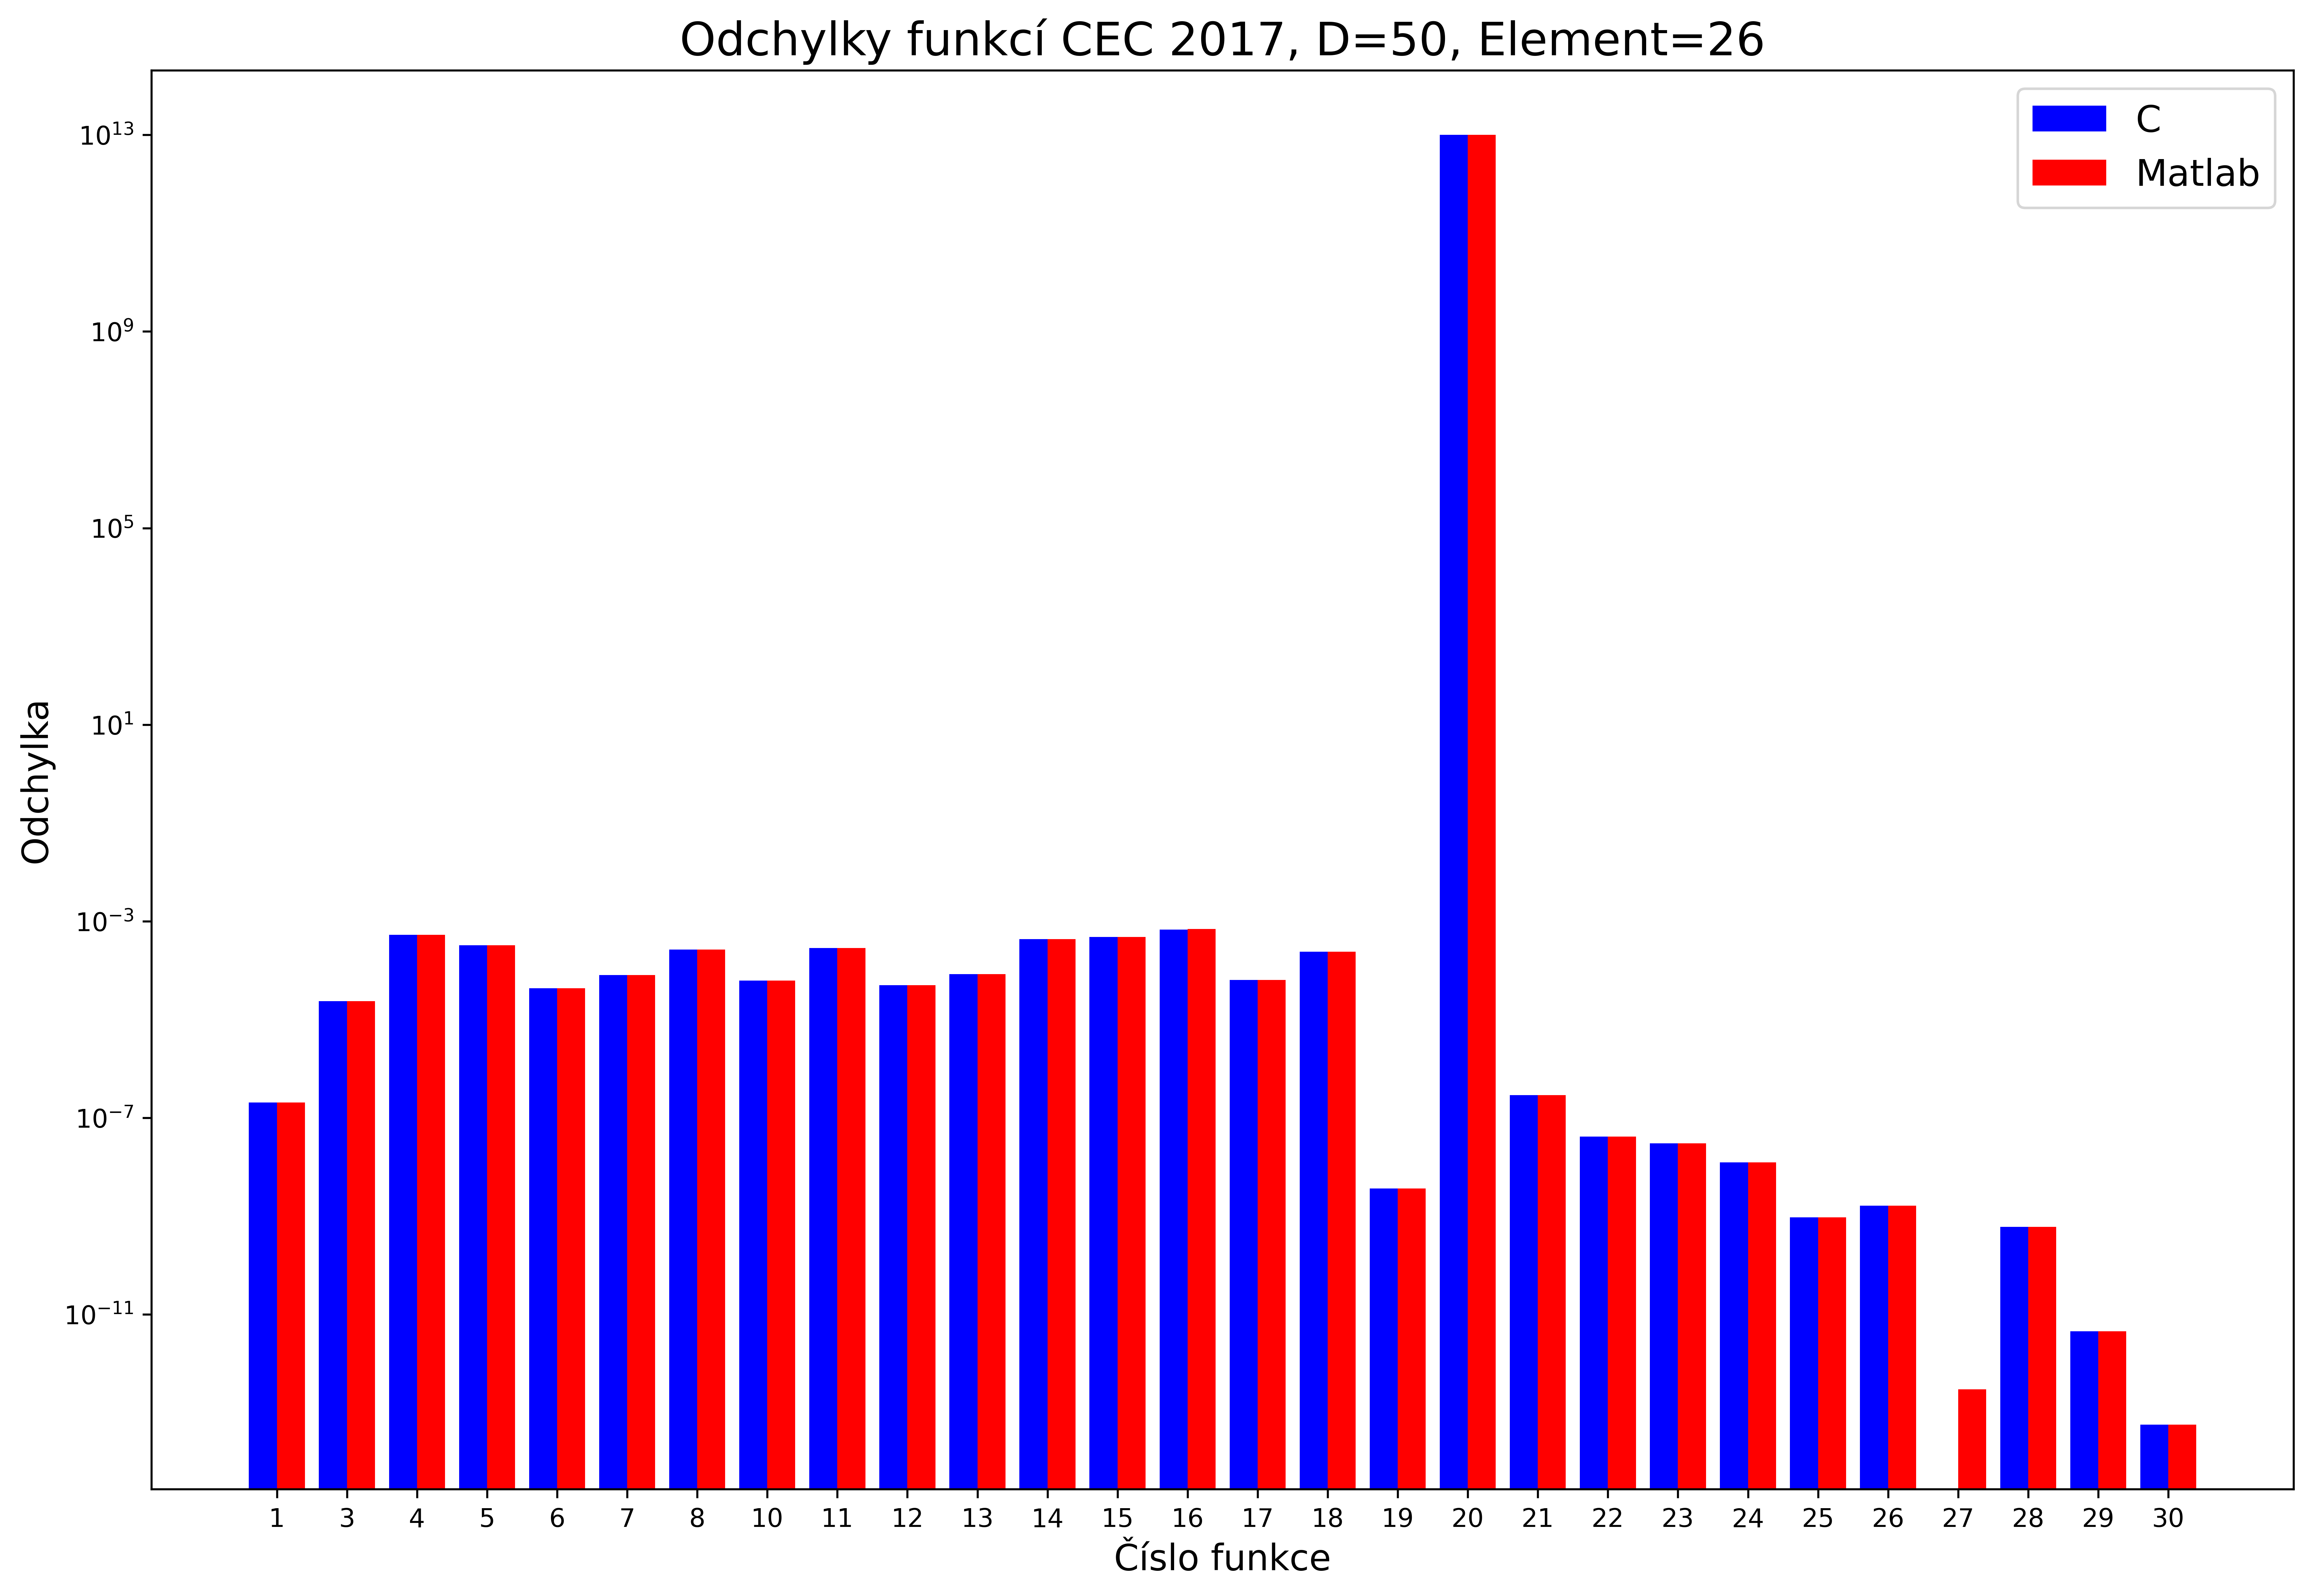 Odchylky funkcí CEC 2017, D=50, Element=26
C
Matlab
10^13
10^9
10^5
10^1
10^−3
10^−7
10^−11
Odchylka
1 3 4 5 6 7 8 10 11 12 13 14 15 16 17 18 19 20 21 22 23 24 25 26 27 28 29 30
Číslo funkce